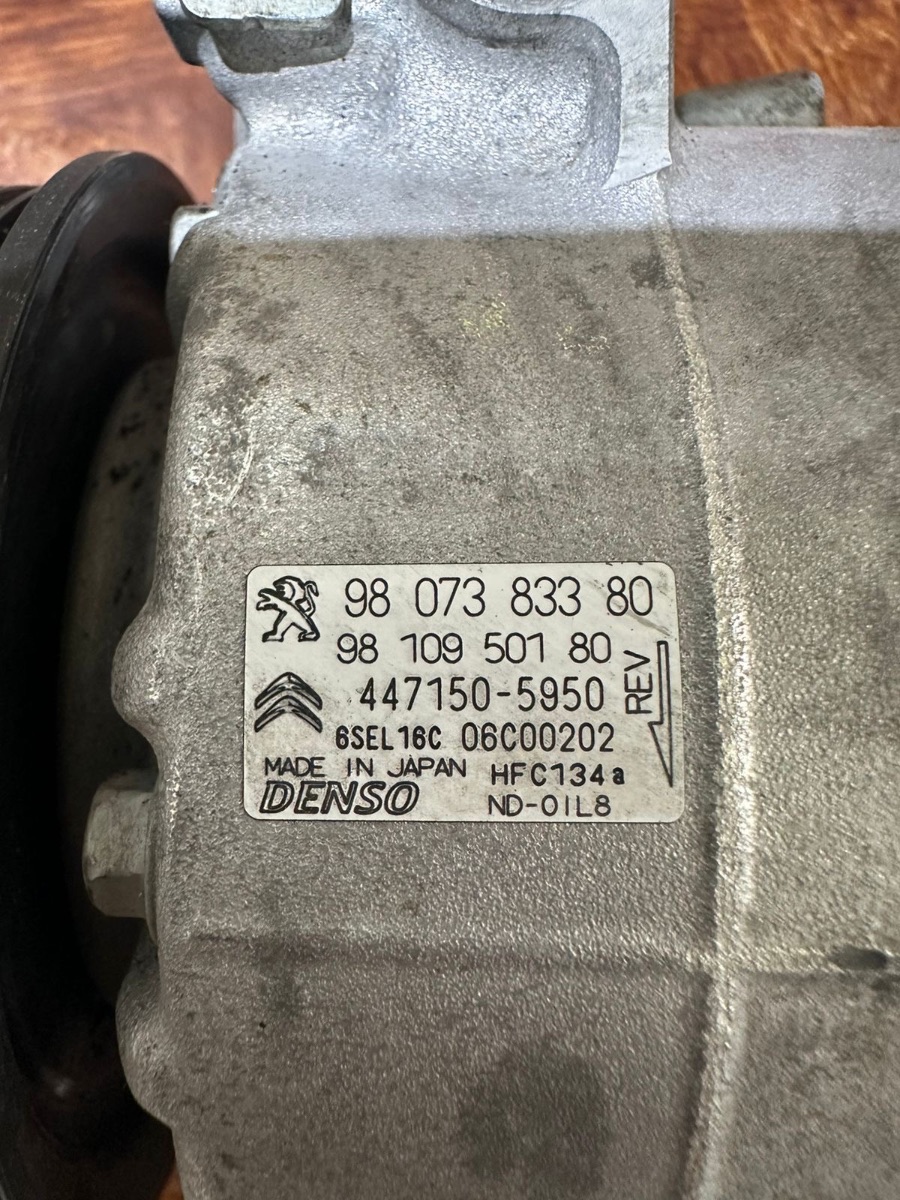 98 073 833 80
98 109 501 80
447150-5950
REV
6SEL16C 06C00202
MADE IN JAPAN HFC134a
DENSO ND-OIL8